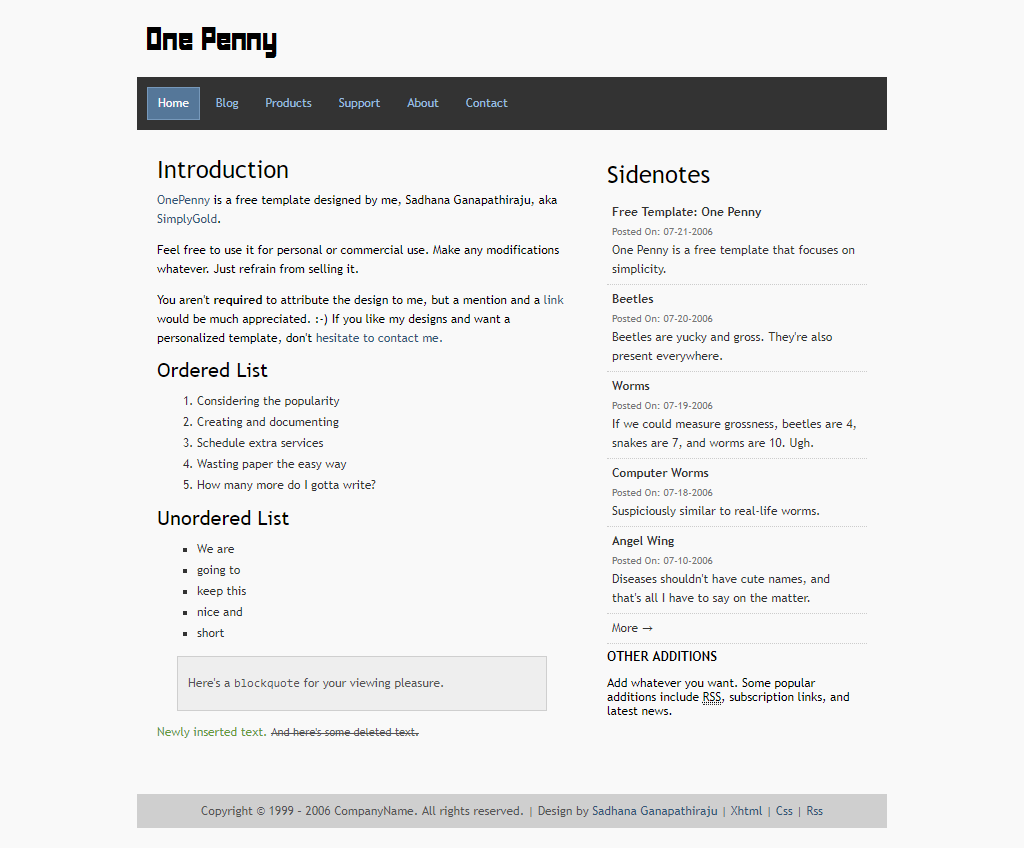 One Penny
Home Blog Products Support About Contact
Introduction
OnePenny is a free template designed by me, Sadhana Ganapathiraju, aka
SimplyGold.
Feel free to use it for personal or commercial use. Make any modifications
whatever. Just refrain from selling it.
You aren't required to attribute the design to me, but a mention and a link
would be much appreciated. :-) If you like my designs and want a
personalized template, don't hesitate to contact me.
Ordered List
1. Considering the popularity
2. Creating and documenting
3. Schedule extra services
4. Wasting paper the easy way
5. How many more do I gotta write?
Unordered List
We are
going to
keep this
nice and
short
Here's a blockquote for your viewing pleasure.
Newly inserted text. And here's some deleted text.
Sidenotes
Free Template: One Penny
Posted On: 07-21-2006
One Penny is a free template that focuses on
simplicity.
Beetles
Posted On: 07-20-2006
Beetles are yucky and gross. They're also
present everywhere.
Worms
Posted On: 07-19-2006
If we could measure grossness, beetles are 4,
snakes are 7, and worms are 10. Ugh.
Computer Worms
Posted On: 07-18-2006
Suspiciously similar to real-life worms.
Angel Wing
Posted On: 07-10-2006
Diseases shouldn't have cute names, and
that's all I have to say on the matter.
More →
OTHER ADDITIONS
Add whatever you want. Some popular
additions include RSS, subscription links, and
latest news.
Copyright © 1999 - 2006 CompanyName. All rights reserved. | Design by Sadhana Ganapathiraju | Xhtml | Css | Rss